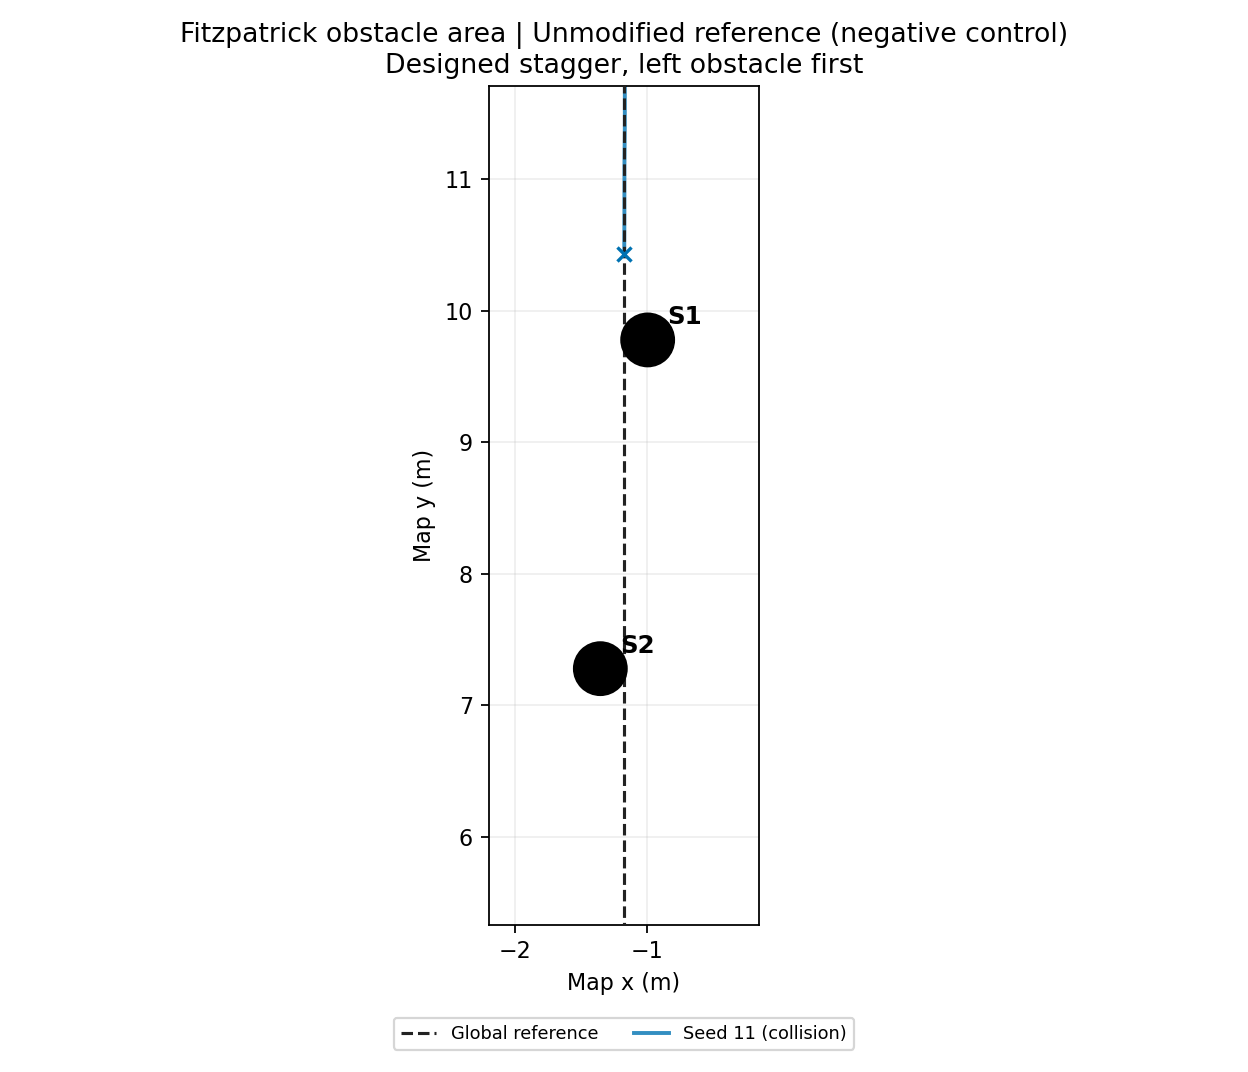 Fitzpatrick obstacle area | Unmodified reference (negative control)
Designed stagger, left obstacle first
11
10
9
8
7
6
S1
S2
Map y (m)
−2
−1
Map x (m)
Global reference
Seed 11 (collision)